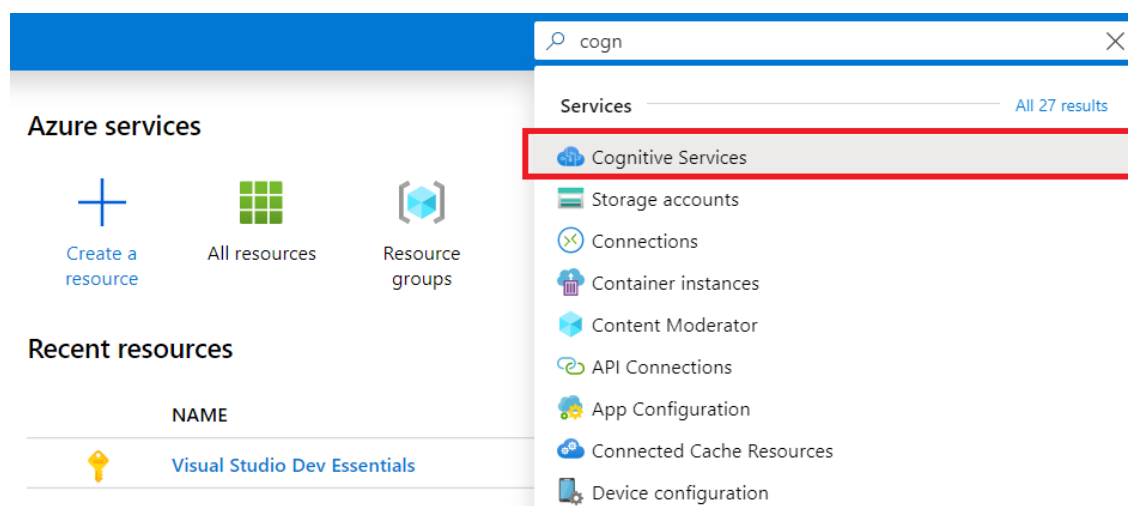 cogn
Services
All 27 results
Cognitive Services
Storage accounts
Connections
Container instances
Content Moderator
API Connections
App Configuration
Connected Cache Resources
Device configuration
Azure services
Create a
resource
All resources
Resource
groups
Recent resources
NAME
Visual Studio Dev Essentials